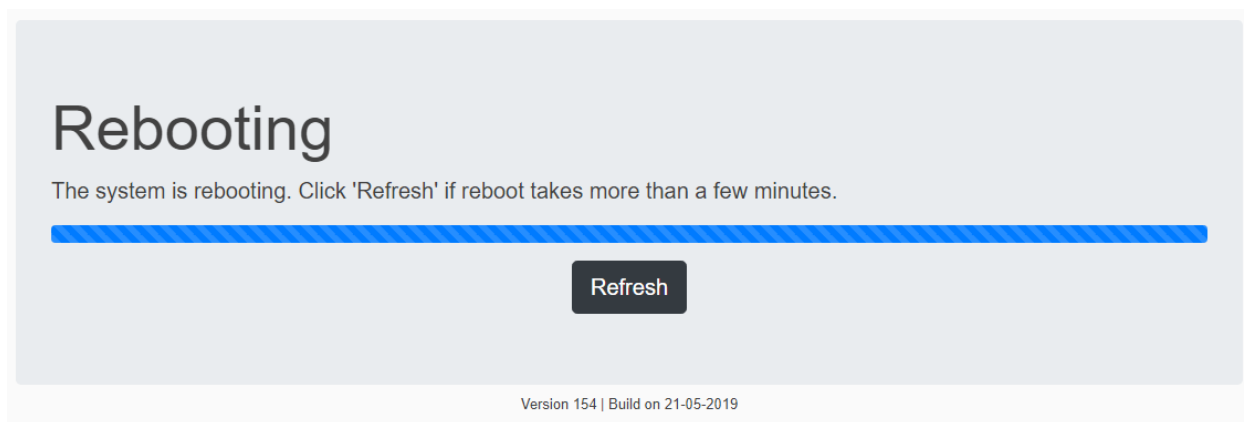 Rebooting
The system is rebooting. Click 'Refresh' if reboot takes more than a few minutes.
Refresh
Version 154 | Build on 21-05-2019